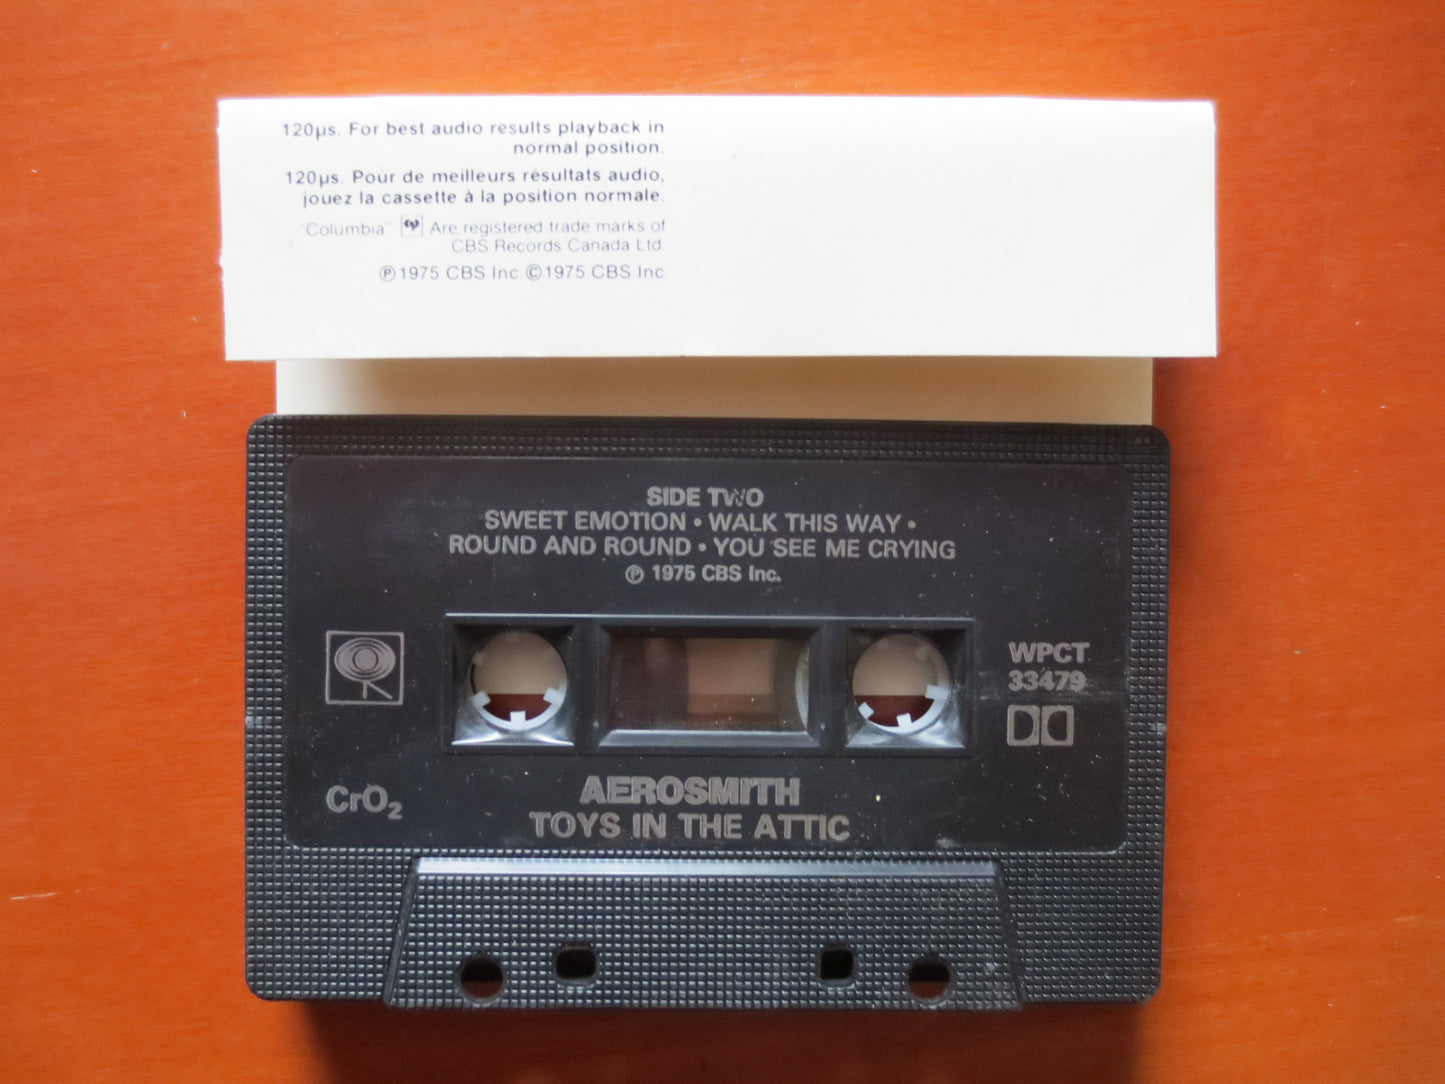 120µs. For best audio results playback in
normal position.
120µs. Pour de meilleurs résultats audio,
jouez la cassette à la position normale.
"Columbia" Are registered trade marks of
CBS Records Canada Ltd.
℗1975 CBS Inc.©1975 CBS Inc.
SIDE TWO
SWEET EMOTION • WALK THIS WAY •
ROUND AND ROUND • YOU SEE ME CRYING
℗ 1975 CBS Inc.
WPCT
33479
CrO₂
AEROSMITH
TOYS IN THE ATTIC